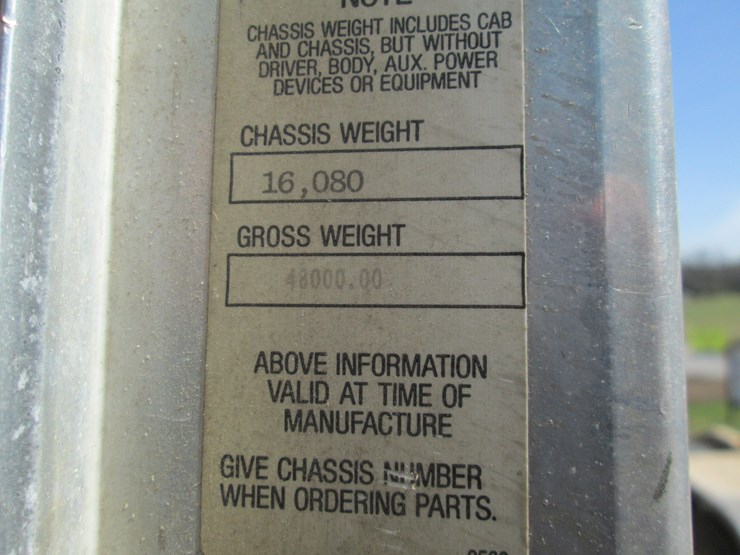 NOTE
CHASSIS WEIGHT INCLUDES CAB
AND CHASSIS, BUT WITHOUT
DRIVER, BODY, AUX. POWER
DEVICES OR EQUIPMENT
CHASSIS WEIGHT
16,080
GROSS WEIGHT
48000.00
ABOVE INFORMATION
VALID AT TIME OF
MANUFACTURE
GIVE CHASSIS NUMBER
WHEN ORDERING PARTS.